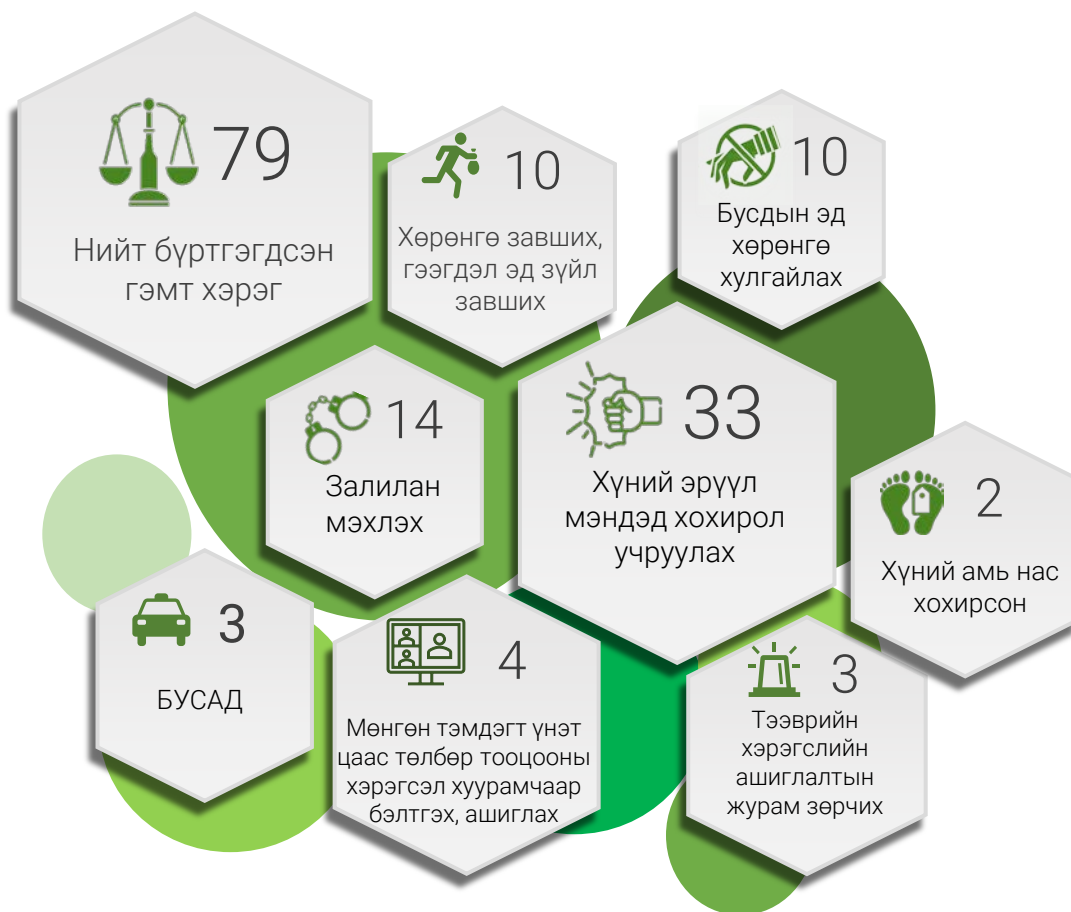 79
Нийт бүртгэгдсэн
гэмт хэрэг
10
Хөрөнгө завших,
гээгдэл эд зүйл
завших
10
Бусдын эд
хөрөнгө
хулгайлах
14
Залилан
мэхлэх
33
Хүний эрүүл
мэндэд хохирол
учруулах
2
Хүний амь нас
хохирсон
3
БУСАД
4
Мөнгөн тэмдэгт үнэт
цаас төлбөр тооцооны
хэрэгсэл хуурамчаар
бэлтгэх, ашиглах
3
Тээврийн
хэрэгслийн
ашиглалтын
журам зөрчих